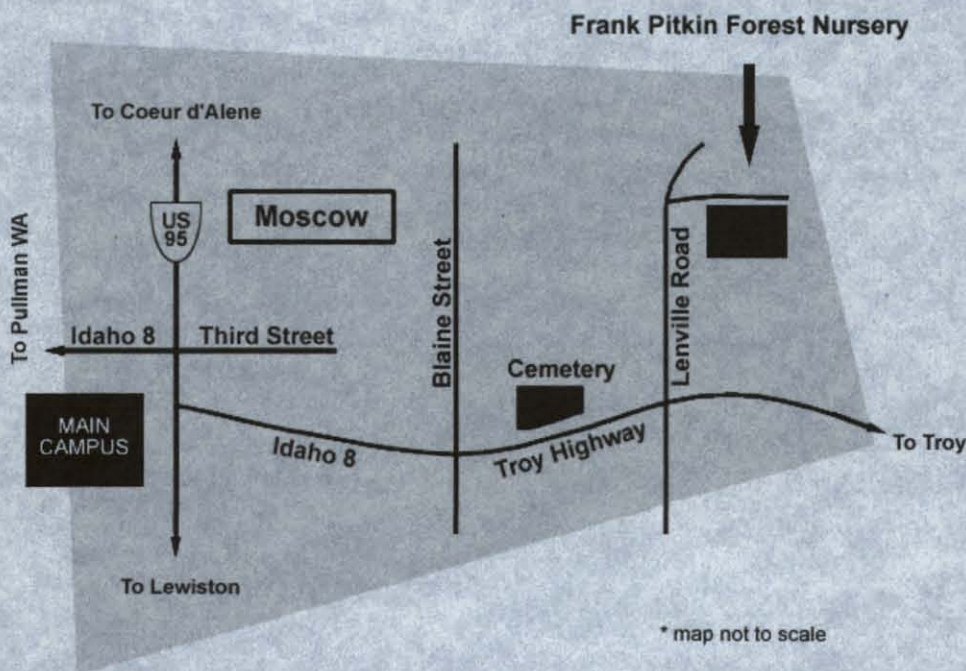 Frank Pitkin Forest Nursery
To Coeur d'Alene
US
95
Moscow
To Pullman WA
Idaho 8
Third Street
Blaine Street
Lenville Road
Cemetery
MAIN
CAMPUS
Idaho 8
Troy Highway
To Troy
To Lewiston
* map not to scale